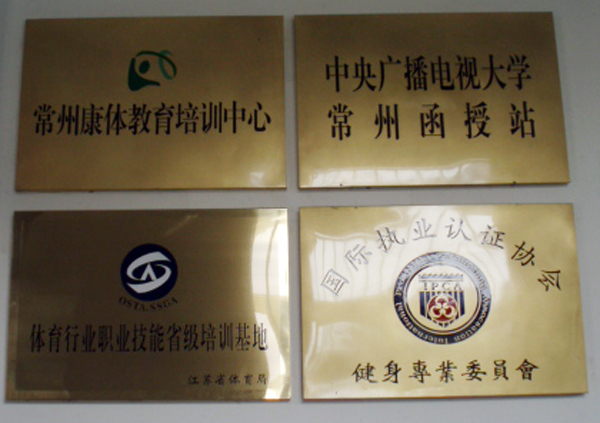 常州康体教育培训中心
中央广播电视大学
常州函授站
OSTA.SSGA
体育行业职业技能省级培训基地
江苏省体育局
国际执业认证协会
IPCA
健身專業委員會